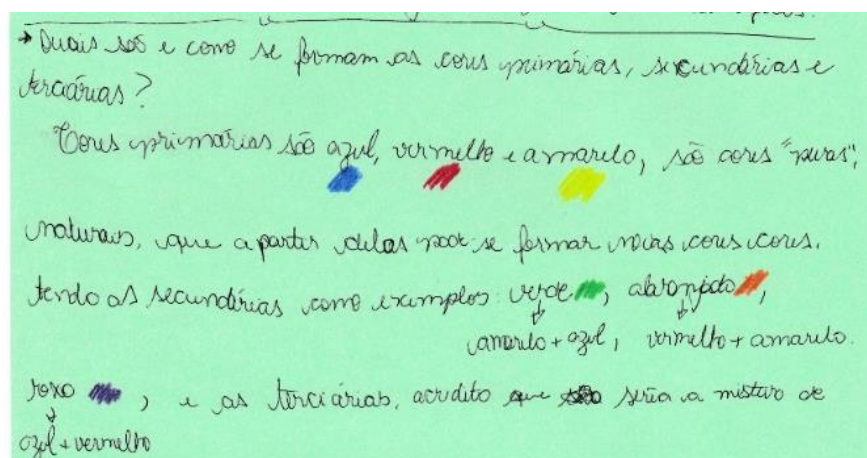 → Quais são e como se formam as cores primárias, secundárias e
terciárias?
Cores primárias são azul, vermelho e amarelo, são cores "puras",
naturais, que a partir delas pode-se formar novas cores cores.
tendo as secundárias como exemplos: verde, alaranjado,
amarelo + azul, vermelho + amarelo.
roxo, e as terciárias, acredito que seria a mistura de
azul + vermelho